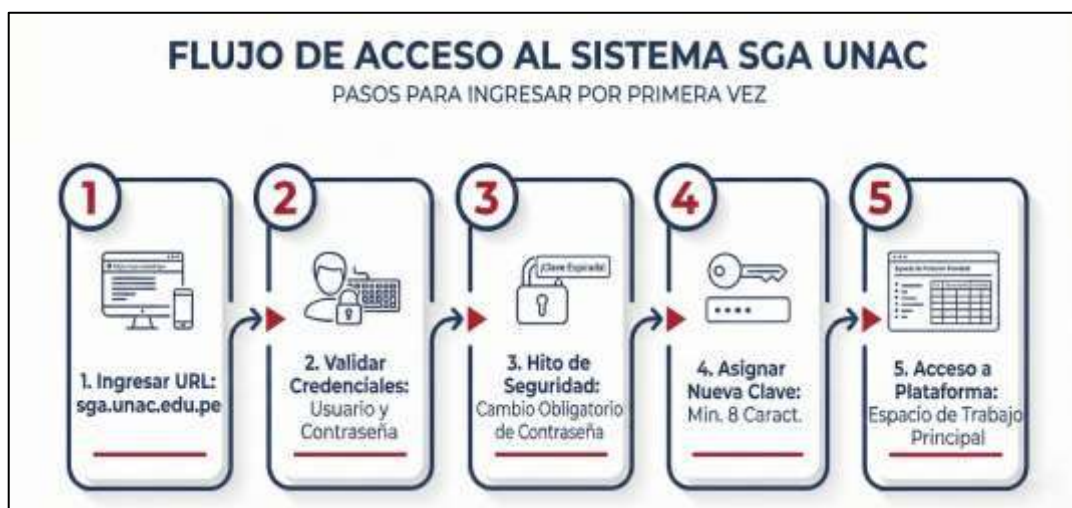 FLUJO DE ACCESO AL SISTEMA SGA UNAC
PASOS PARA INGRESAR POR PRIMERA VEZ
1
1. Ingresar URL:
sga.unac.edu.pe
2
2. Validar
Credenciales:
Usuario y
Contraseña
3
¡Clave Expirada!
3. Hito de
Seguridad:
Cambio Obligatorio
de Contraseña
4
4. Asignar
Nueva Clave:
Min. 8 Caract.
5
5. Acceso a
Plataforma:
Espacio de Trabajo
Principal